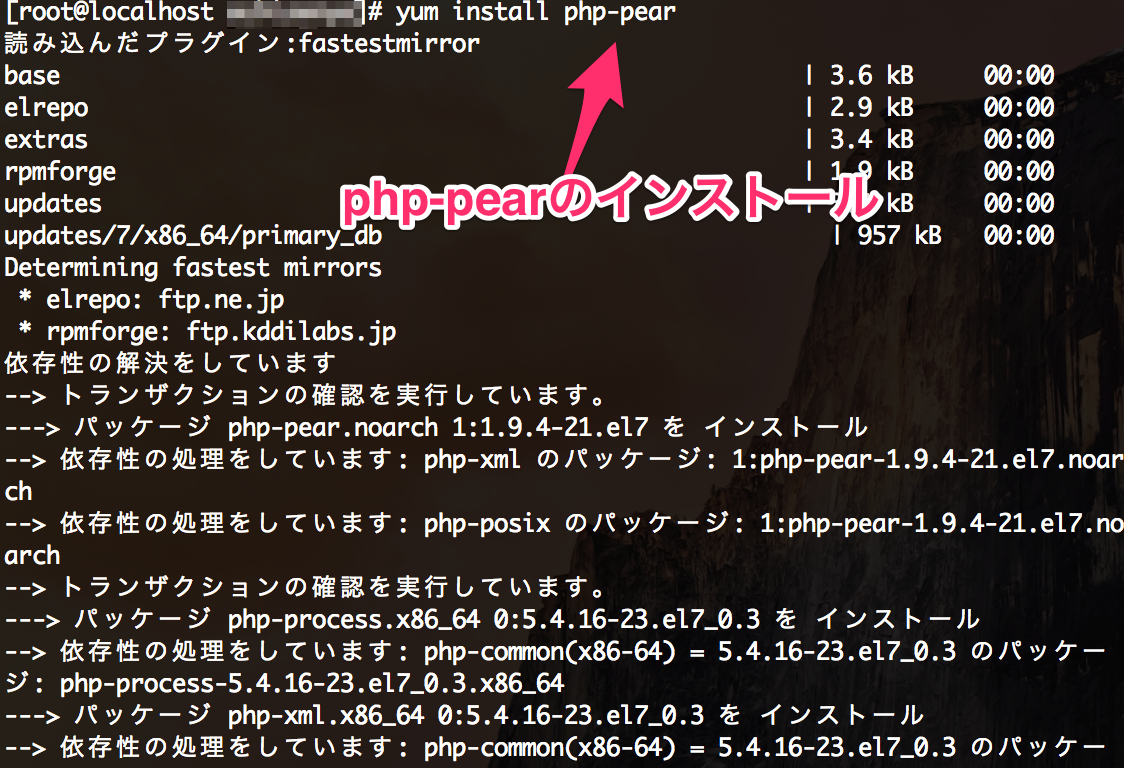 [root@localhost ]# yum install php-pear
読み込んだプラグイン:fastestmirror
base | 3.6 kB 00:00
elrepo | 2.9 kB 00:00
extras | 3.4 kB 00:00
rpmforge | 1.9 kB 00:00
php-pearのインストール
updates | kB 00:00
updates/7/x86_64/primary_db | 957 kB 00:00
Determining fastest mirrors
* elrepo: ftp.ne.jp
* rpmforge: ftp.kddilabs.jp
依存性の解決をしています
--> トランザクションの確認を実行しています。
---> パッケージ php-pear.noarch 1:1.9.4-21.el7 を インストール
--> 依存性の処理をしています: php-xml のパッケージ: 1:php-pear-1.9.4-21.el7.noar
ch
--> 依存性の処理をしています: php-posix のパッケージ: 1:php-pear-1.9.4-21.el7.no
arch
--> トランザクションの確認を実行しています。
---> パッケージ php-process.x86_64 0:5.4.16-23.el7_0.3 を インストール
--> 依存性の処理をしています: php-common(x86-64) = 5.4.16-23.el7_0.3 のパッケー
ジ: php-process-5.4.16-23.el7_0.3.x86_64
---> パッケージ php-xml.x86_64 0:5.4.16-23.el7_0.3 を インストール
--> 依存性の処理をしています: php-common(x86-64) = 5.4.16-23.el7_0.3 のパッケー